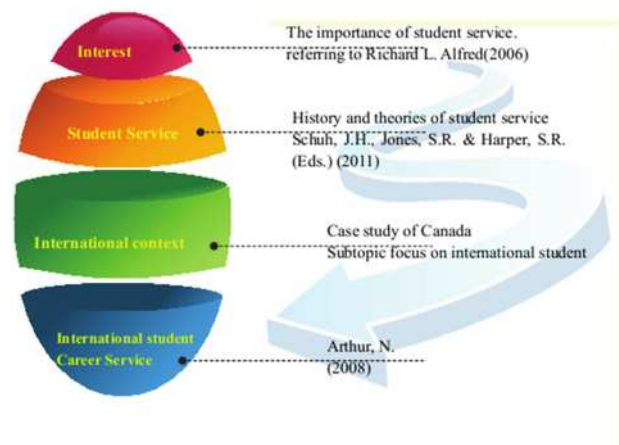 Interest
The importance of student service.
referring to Richard L. Alfred(2006)
Student Service
History and theories of student service
Schuh, J.H., Jones, S.R. & Harper, S.R.
(Eds.) (2011)
International context
Case study of Canada
Subtopic focus on international student
International student
Career Service
Arthur, N.
(2008)